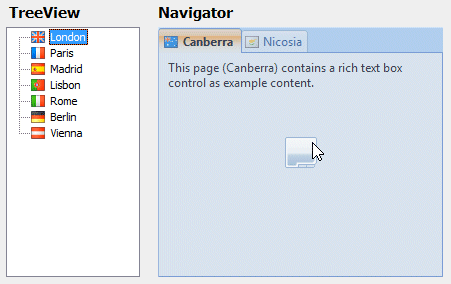 TreeView
London
Paris
Madrid
Lisbon
Rome
Berlin
Vienna
Navigator
Canberra
Nicosia
This page (Canberra) contains a rich text box
control as example content.